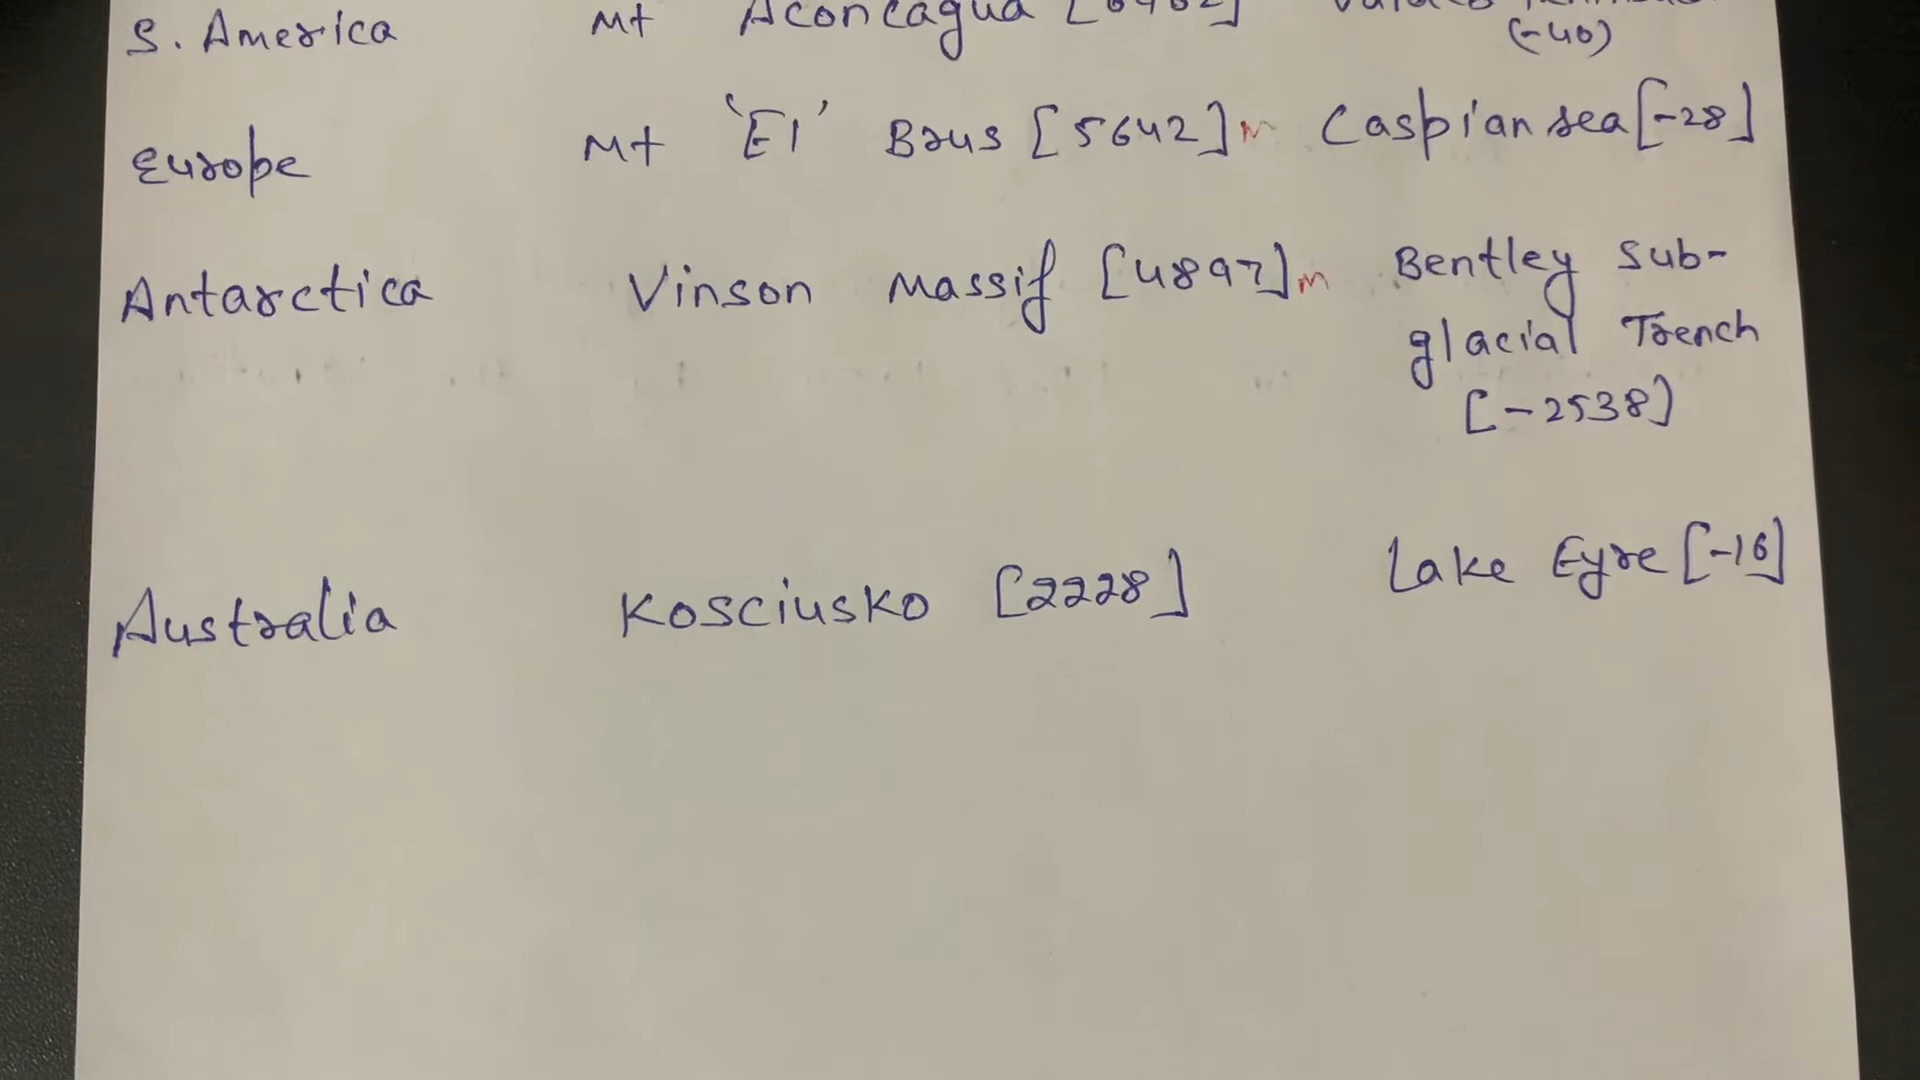 S. America Mt Aconcagua
(-40)
Europe Mt 'El' Brus [5642] m Caspian sea [-28]
Antarctica Vinson Massif [4897] m Bentley Sub-
glacial Trench
[-2538]
Australia Kosciusko [2228] Lake Eyre [-16]